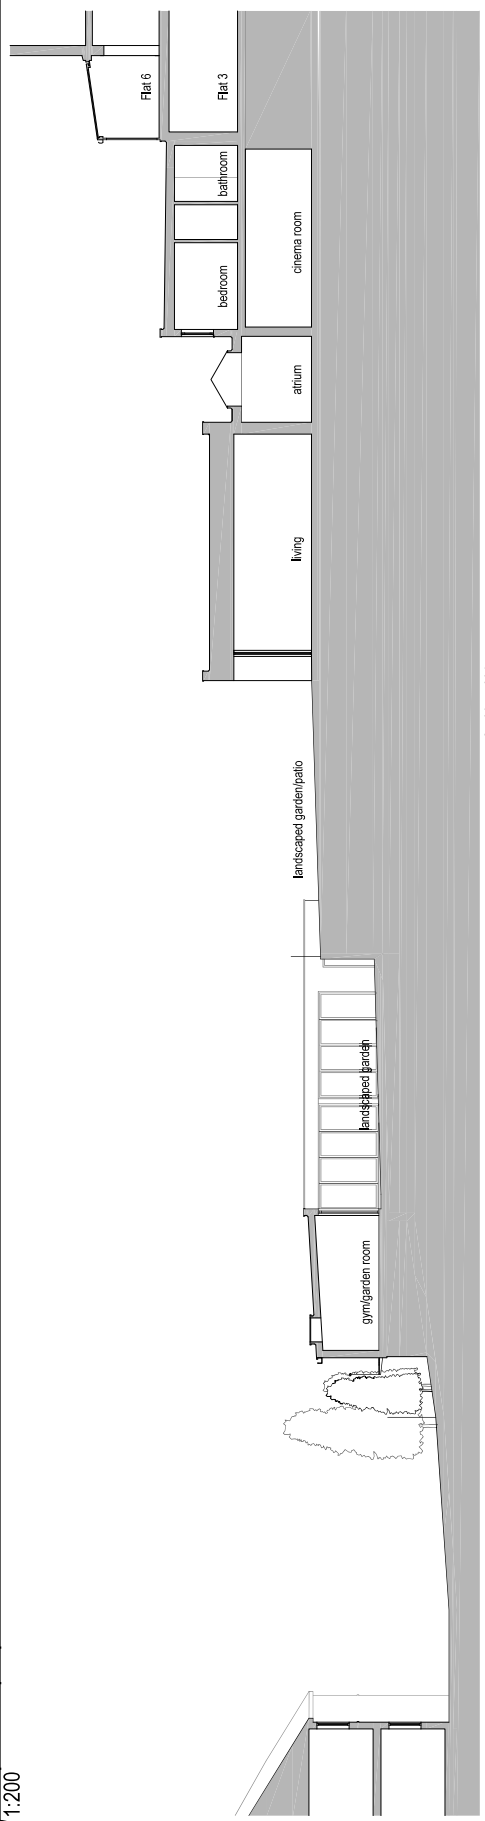 1:200
gym/garden room
landscaped garden
landscaped garden/patio
living
atrium
cinema room
bedroom
bathroom
Flat 3
Flat 6